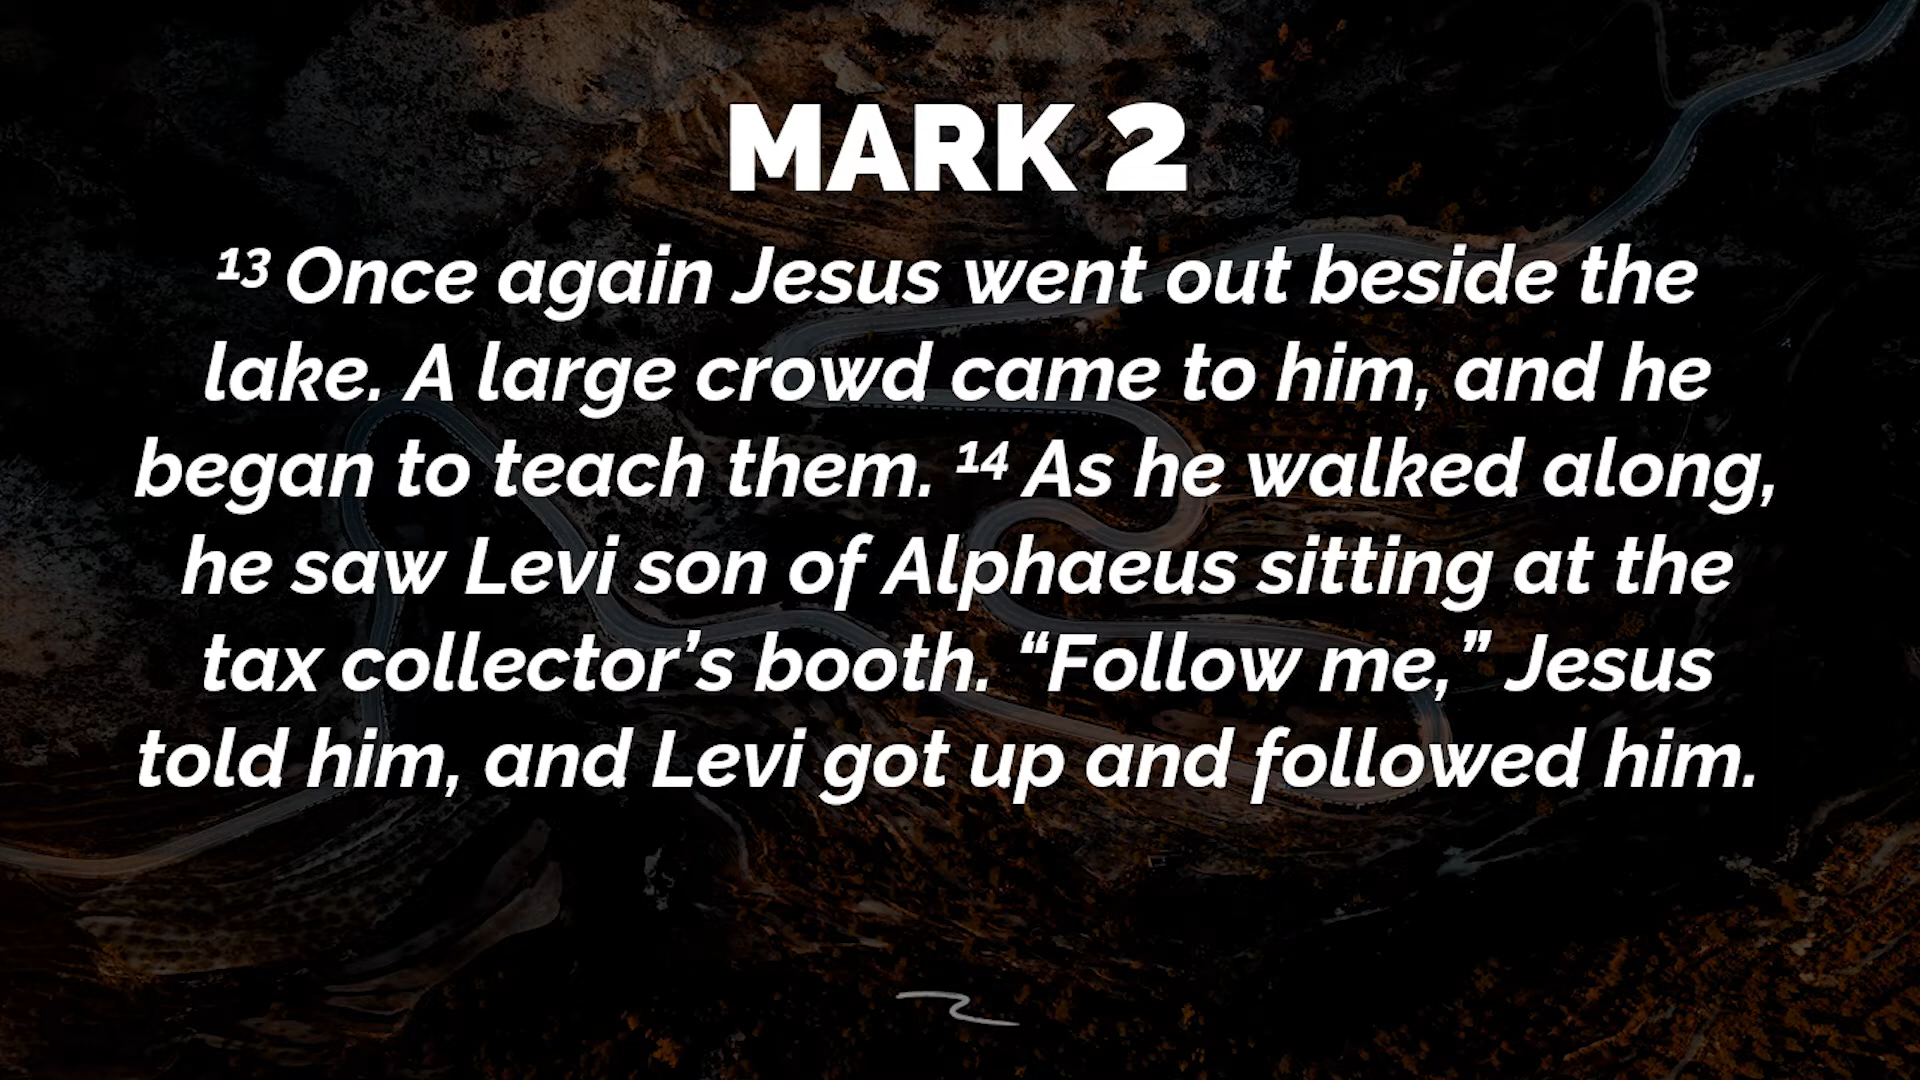 MARK 2
¹³ Once again Jesus went out beside the
lake. A large crowd came to him, and he
began to teach them. ¹⁴ As he walked along,
he saw Levi son of Alphaeus sitting at the
tax collector’s booth. “Follow me,” Jesus
told him, and Levi got up and followed him.